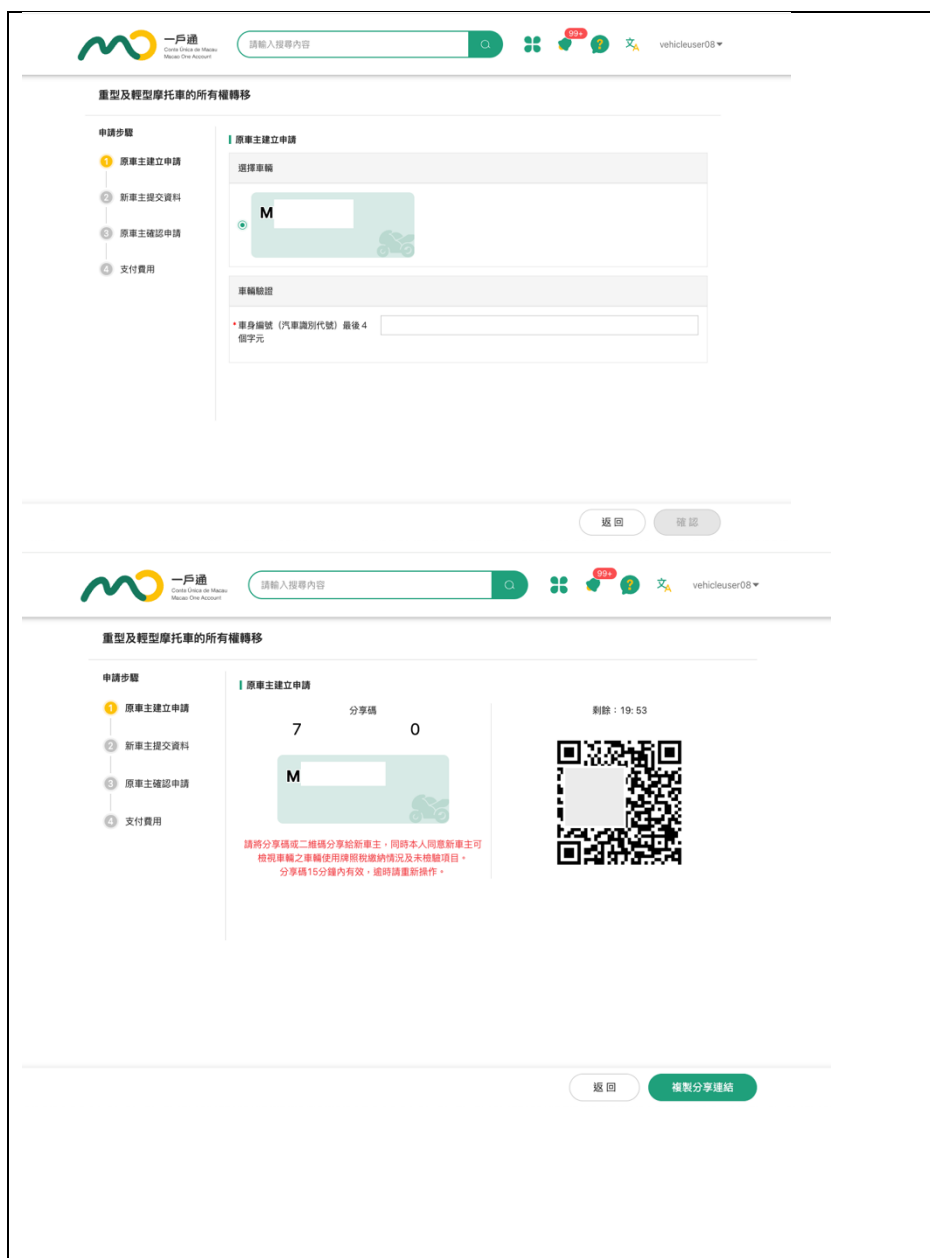 一戶通
Conta Única de Macau
Macao One Account
請輸入搜尋內容
99+
?
文A
vehicleuser08
重型及輕型摩托車的所有權轉移
申請步驟
1 原車主建立申請
2 新車主提交資料
3 原車主確認申請
4 支付費用
原車主建立申請
選擇車輛
M
車輛驗證
*車身編號（汽車識別代號）最後 4
個字元
返回
確認
一戶通
Conta Única de Macau
Macao One Account
請輸入搜尋內容
99+
?
文A
vehicleuser08
重型及輕型摩托車的所有權轉移
申請步驟
1 原車主建立申請
2 新車主提交資料
3 原車主確認申請
4 支付費用
原車主建立申請
分享碼
7 0
M
請將分享碼或二維碼分享給新車主，同時本人同意新車主可
檢視車輛之車輛使用牌照稅繳納情況及未檢驗項目。
分享碼15分鐘內有效，逾時請重新操作。
剩餘：19: 53
返回
複製分享連結